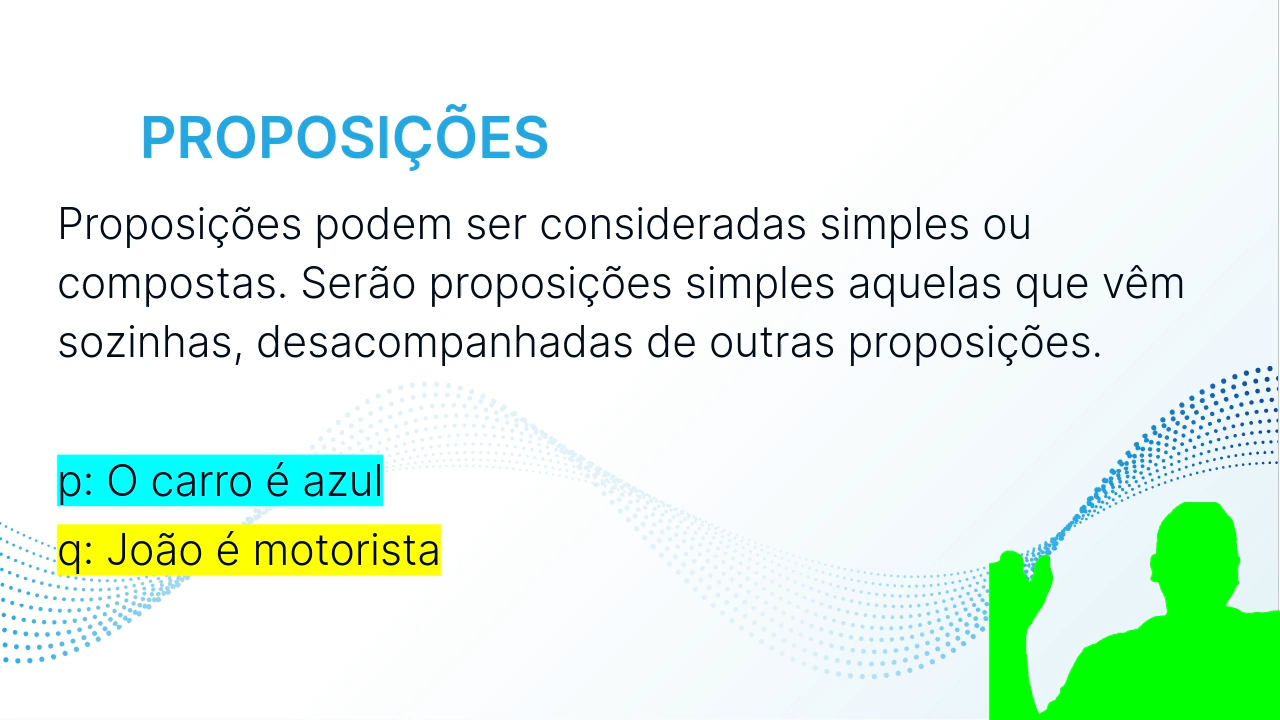 PROPOSIÇÕES
Proposições podem ser consideradas simples ou
compostas. Serão proposições simples aquelas que vêm
sozinhas, desacompanhadas de outras proposições.
p: O carro é azul
q: João é motorista